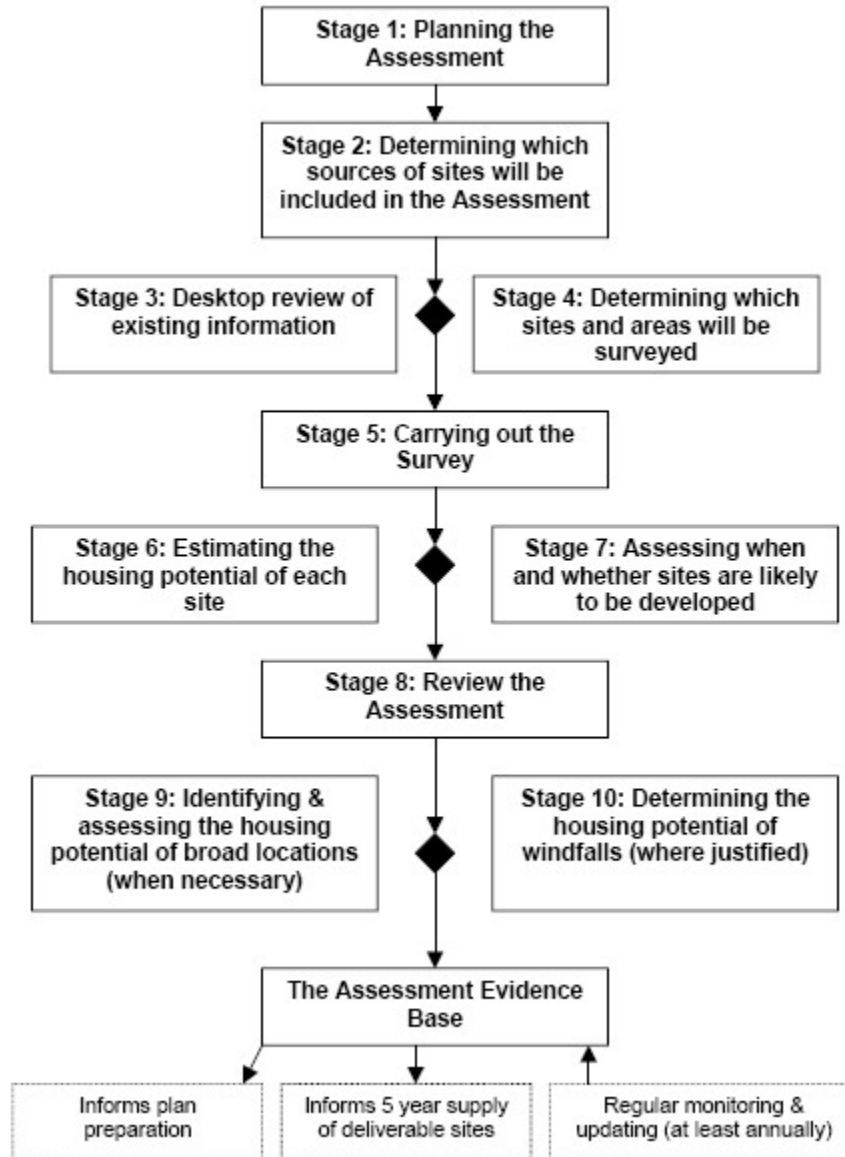 Stage 1: Planning the
Assessment
Stage 2: Determining which
sources of sites will be
included in the Assessment
Stage 3: Desktop review of
existing information
Stage 4: Determining which
sites and areas will be
surveyed
Stage 5: Carrying out the
Survey
Stage 6: Estimating the
housing potential of each
site
Stage 7: Assessing when
and whether sites are likely
to be developed
Stage 8: Review the
Assessment
Stage 9: Identifying &
assessing the housing
potential of broad locations
(when necessary)
Stage 10: Determining the
housing potential of
windfalls (where justified)
The Assessment Evidence
Base
Informs plan
preparation
Informs 5 year supply
of deliverable sites
Regular monitoring &
updating (at least annually)